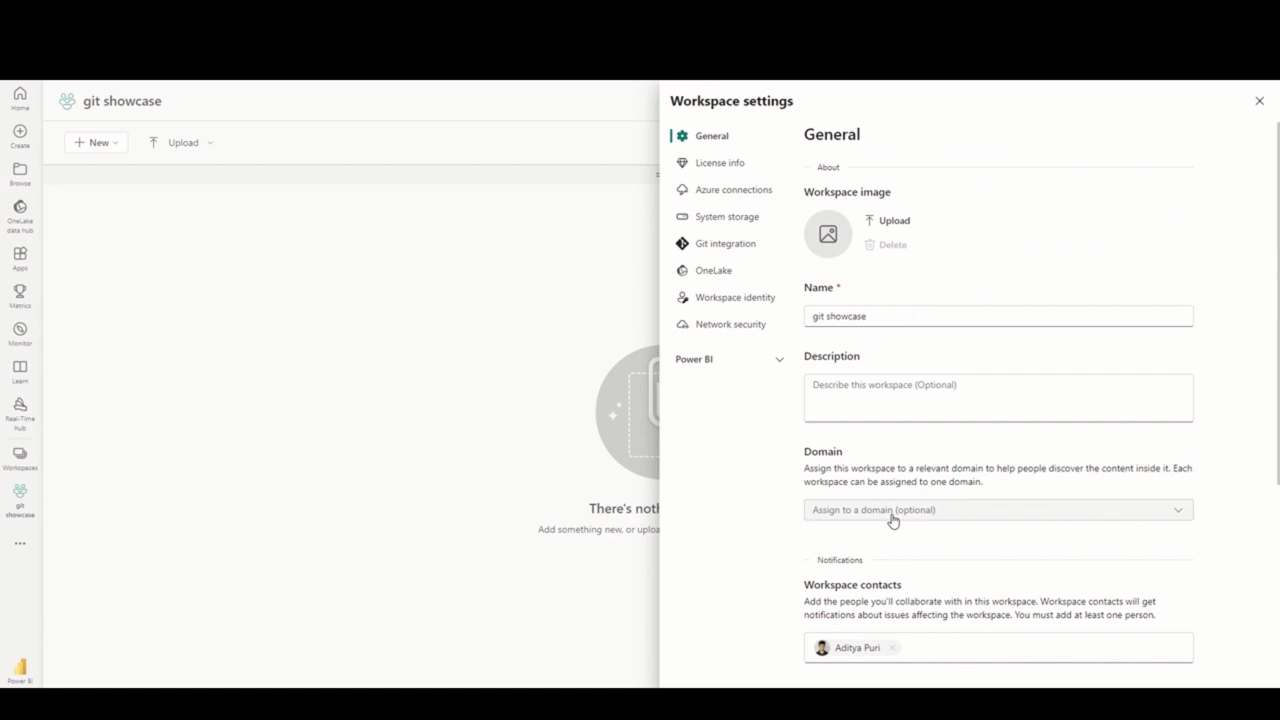 Home
Create
Browse
OneLake
data hub
Apps
Metrics
Monitor
Learn
Real-Time
hub
Workspaces
git
showcase
Power BI
git showcase
New
Upload
There's noth
Add something new, or uploa
Workspace settings
General
License info
Azure connections
System storage
Git integration
OneLake
Workspace identity
Network security
Power BI
General
About
Workspace image
Upload
Delete
Name *
git showcase
Description
Describe this workspace (Optional)
Domain
Assign this workspace to a relevant domain to help people discover the content inside it. Each
workspace can be assigned to one domain.
Assign to a domain (optional)
Notifications
Workspace contacts
Add the people you'll collaborate with in this workspace. Workspace contacts will get
notifications about issues affecting the workspace. You must add at least one person.
Aditya Puri